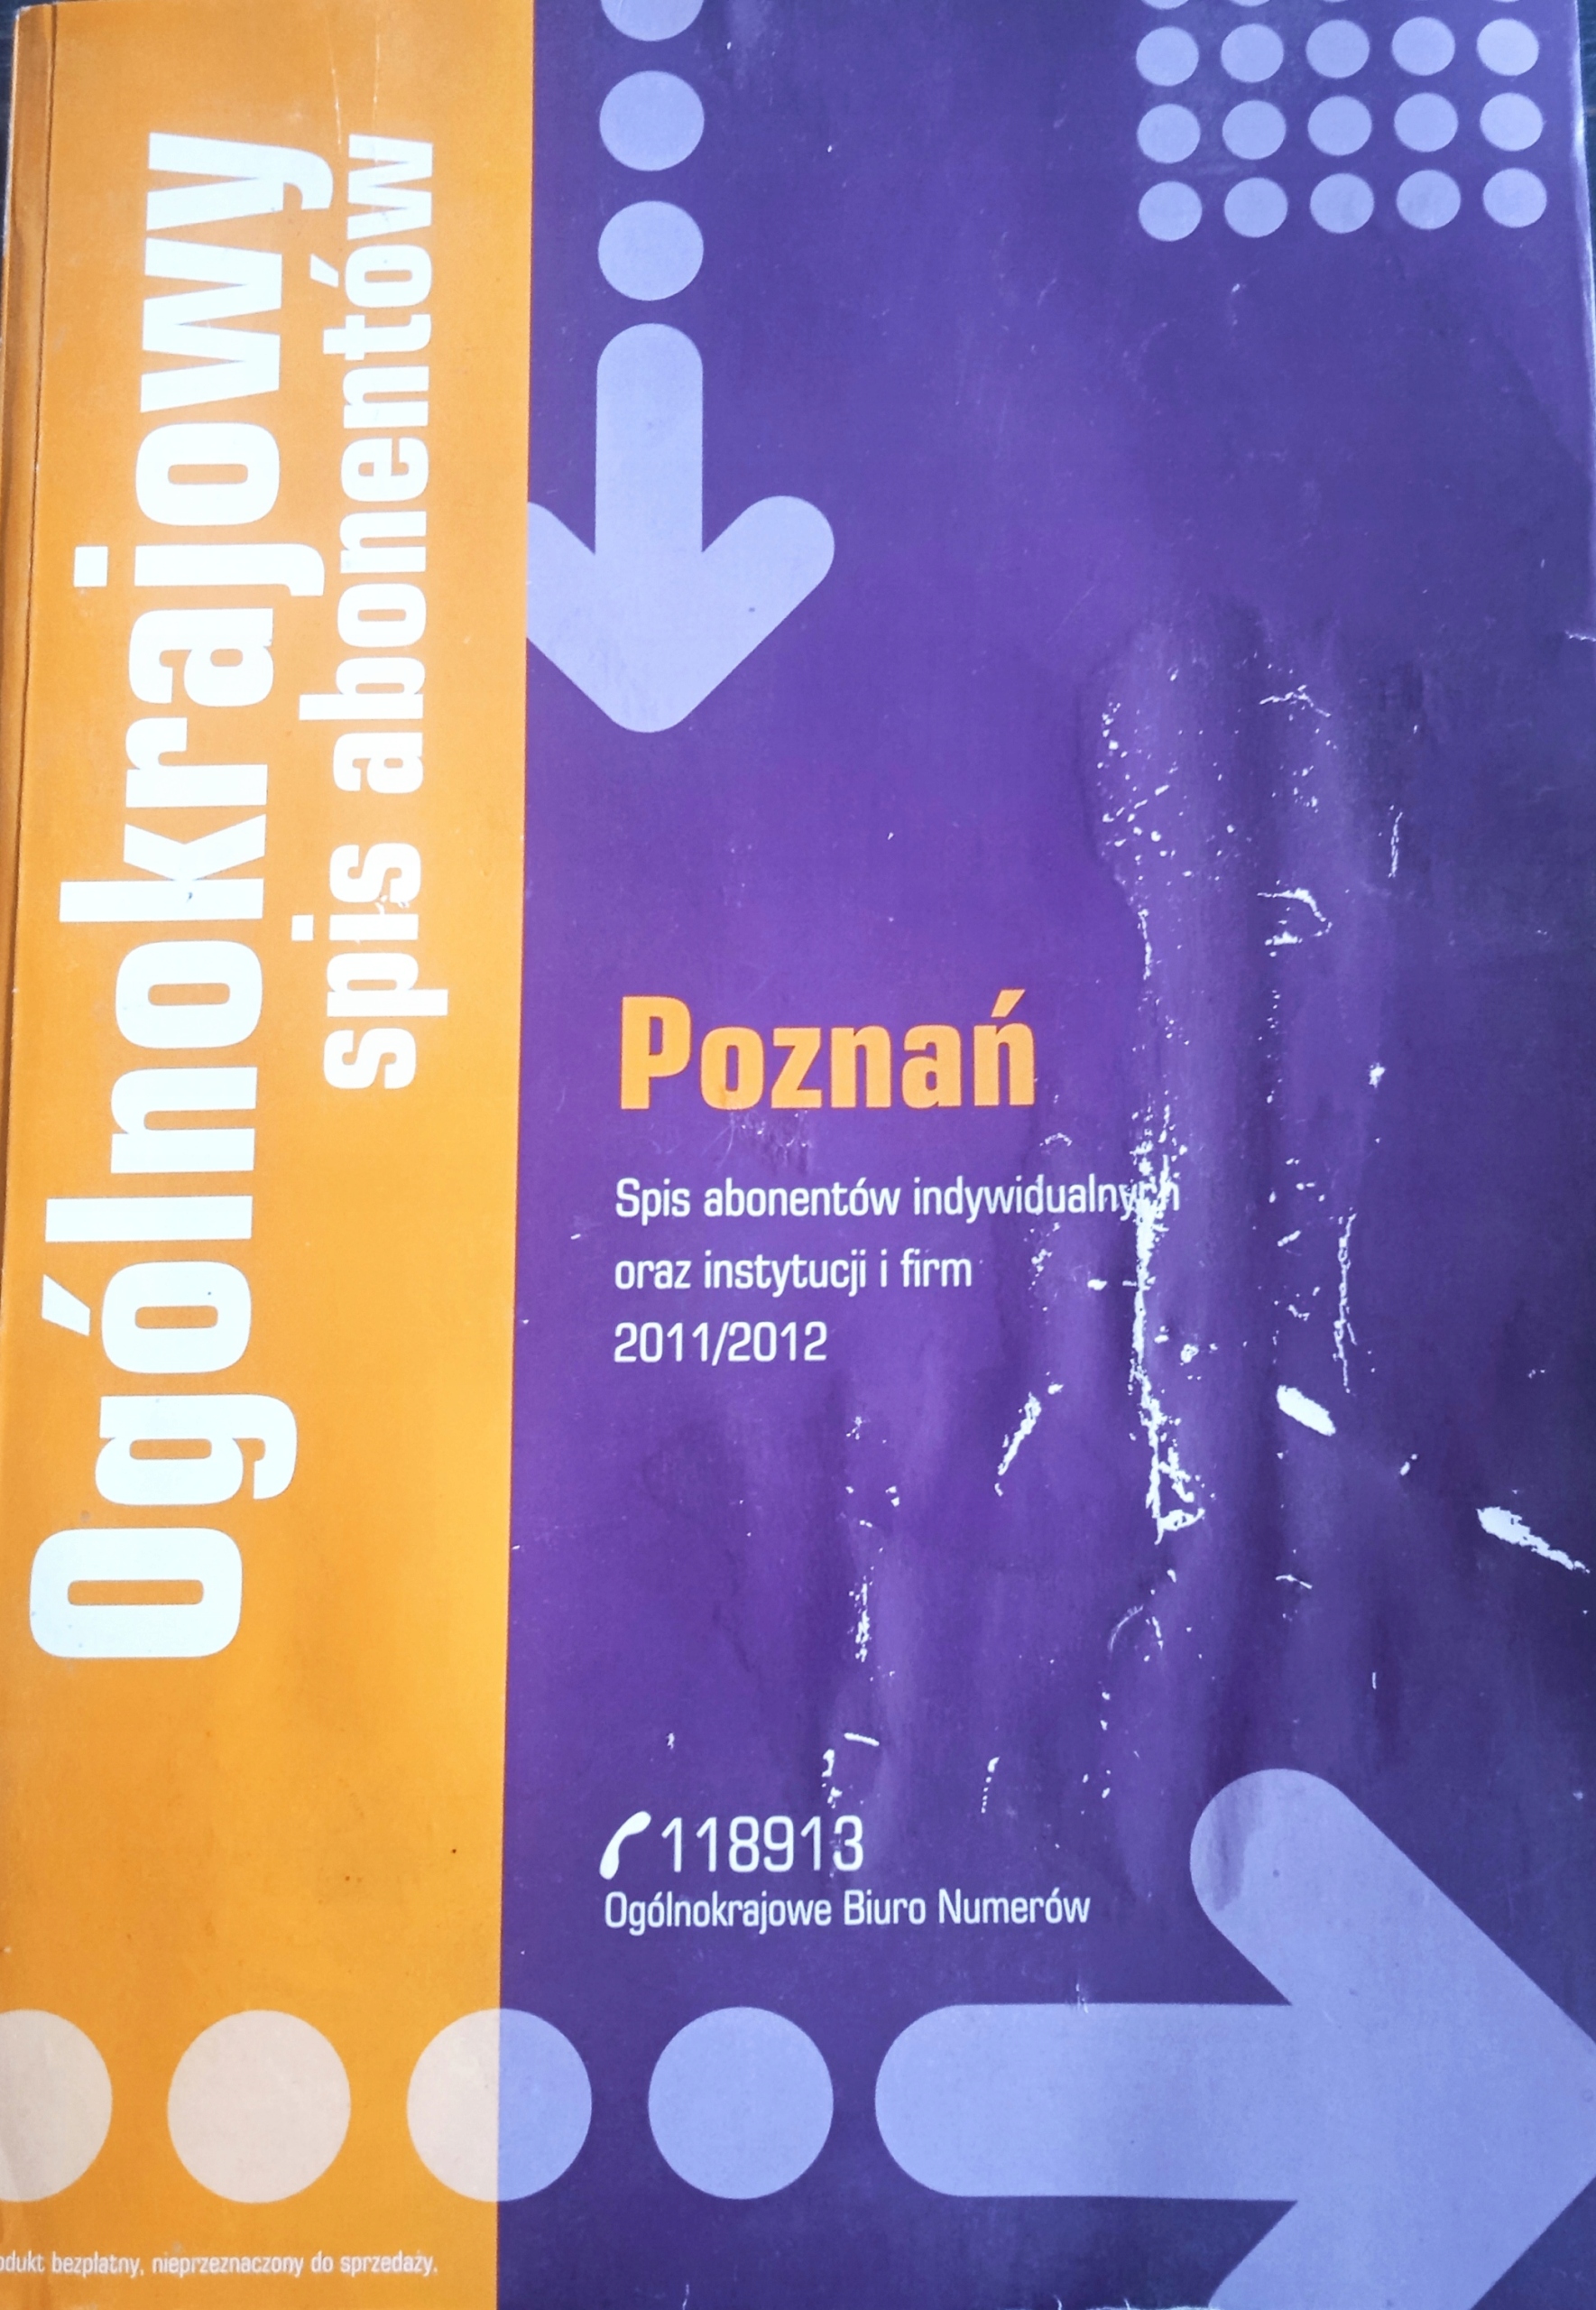 Ogólnokrajowy
spis abonentów
Poznań
Spis abonentów indywidualnych
oraz instytucji i firm
2011/2012
118913
Ogólnokrajowe Biuro Numerów
bezpłatny, nieprzeznaczony do sprzedaży.